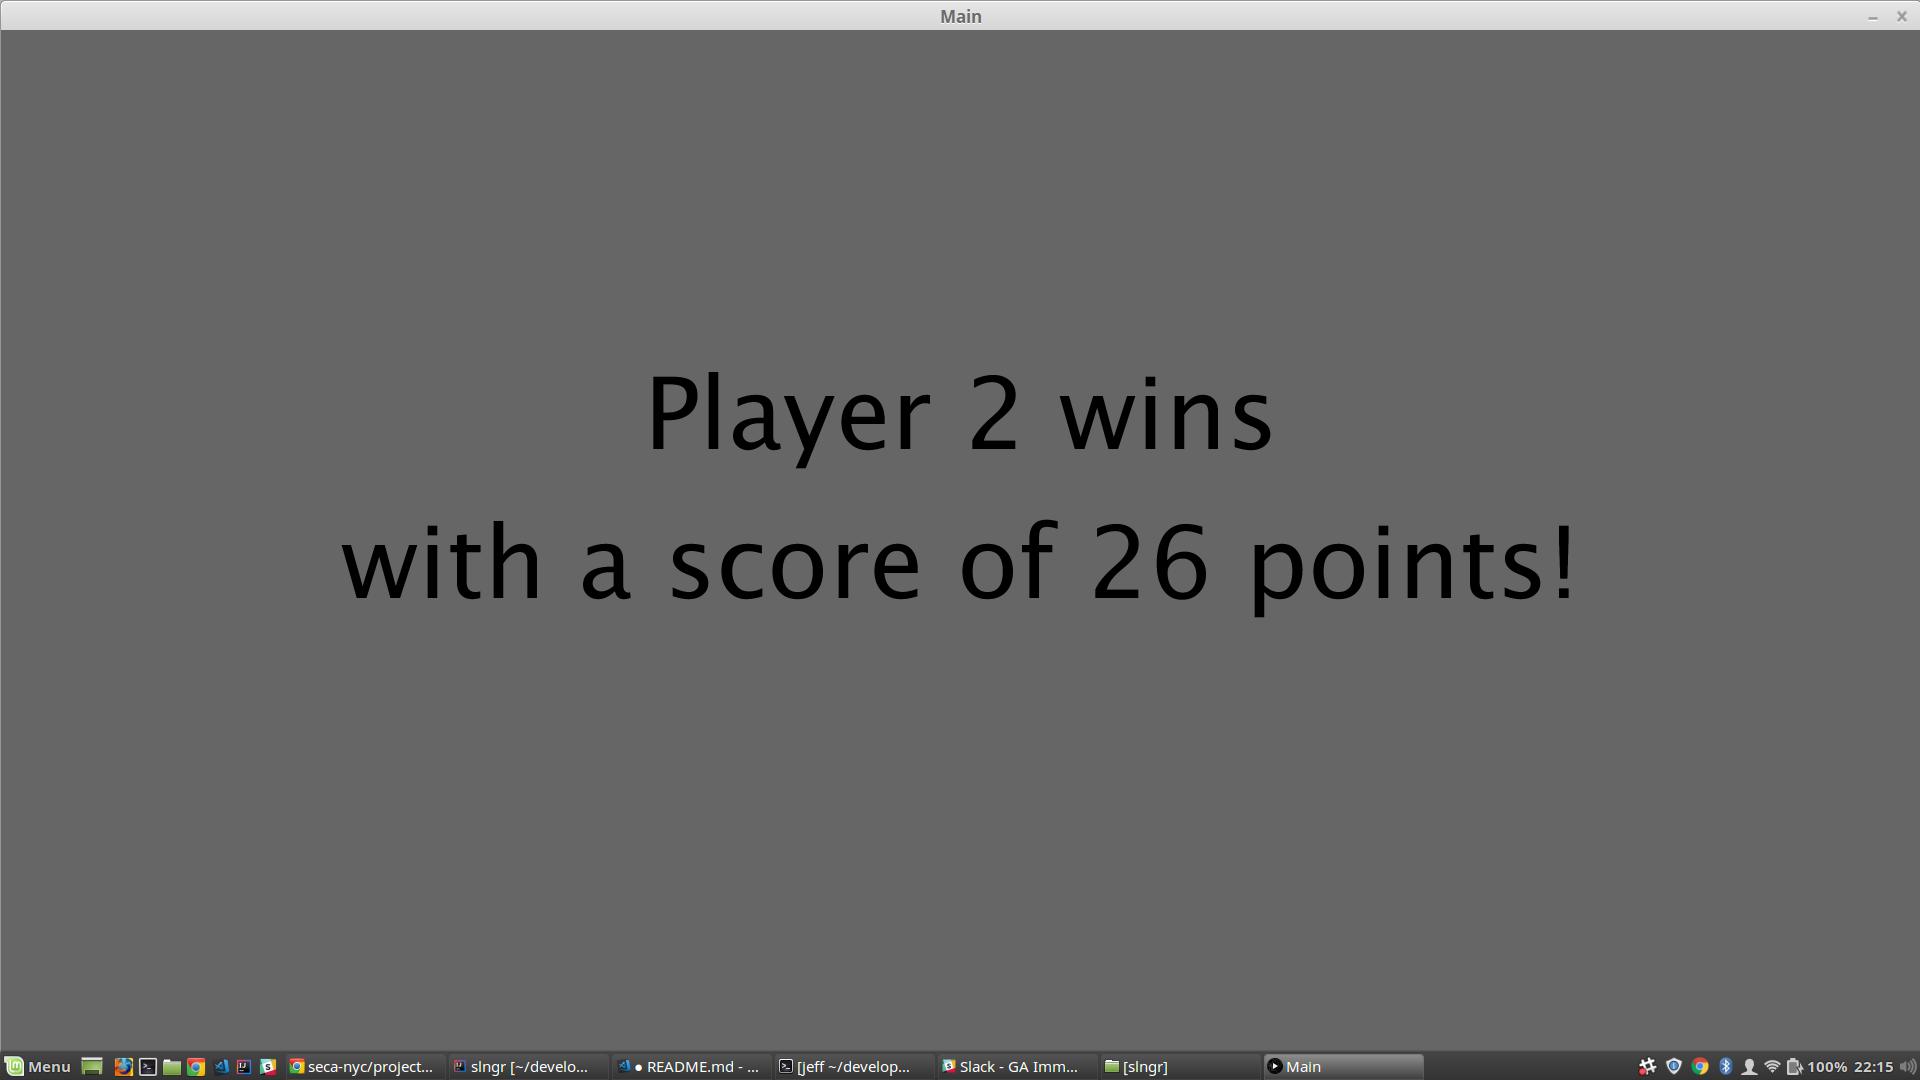 Main
Player 2 wins
with a score of 26 points!
Menu
seca-nyc/project...
slngr [~/develo...
● README.md - ...
[jeff ~/develop...
Slack - GA Imm...
[slngr]
Main
100%
22:15